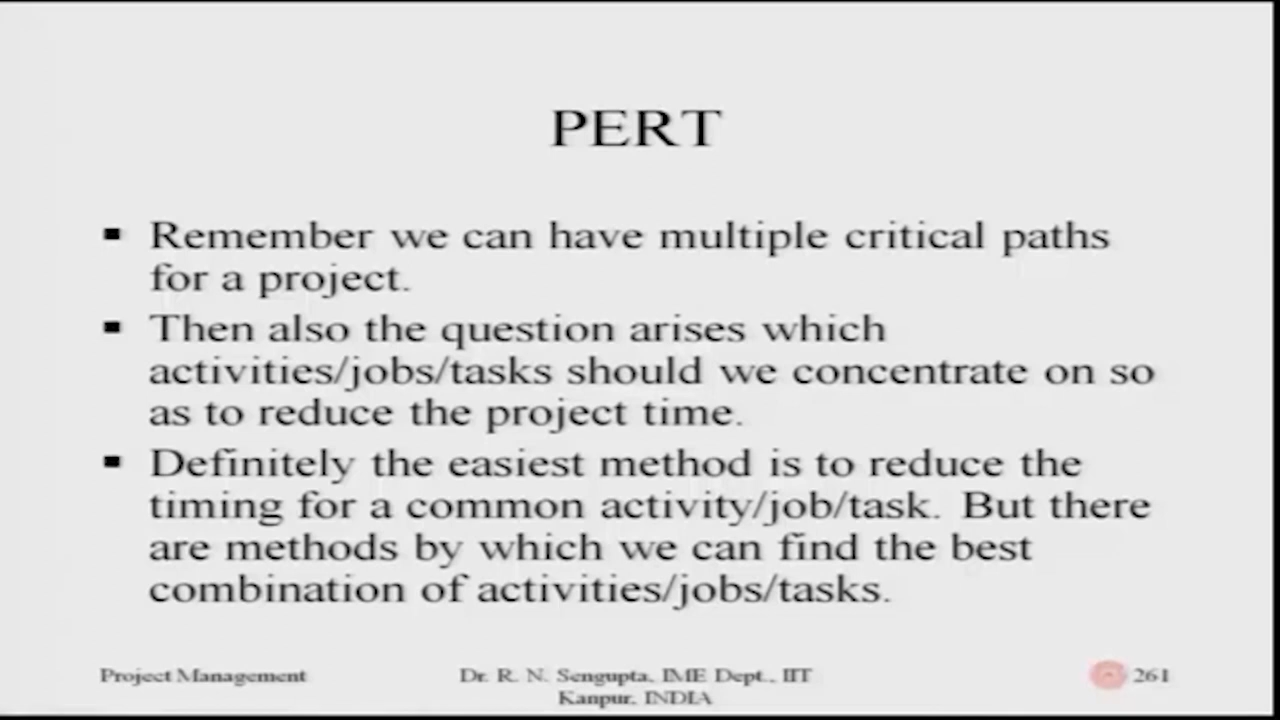 PERT
▪ Remember we can have multiple critical paths
for a project.
▪ Then also the question arises which
activities/jobs/tasks should we concentrate on so
as to reduce the project time.
▪ Definitely the easiest method is to reduce the
timing for a common activity/job/task. But there
are methods by which we can find the best
combination of activities/jobs/tasks.
Project Management
Dr. R. N. Sengupta, IME Dept., IIT
Kanpur, INDIA
261